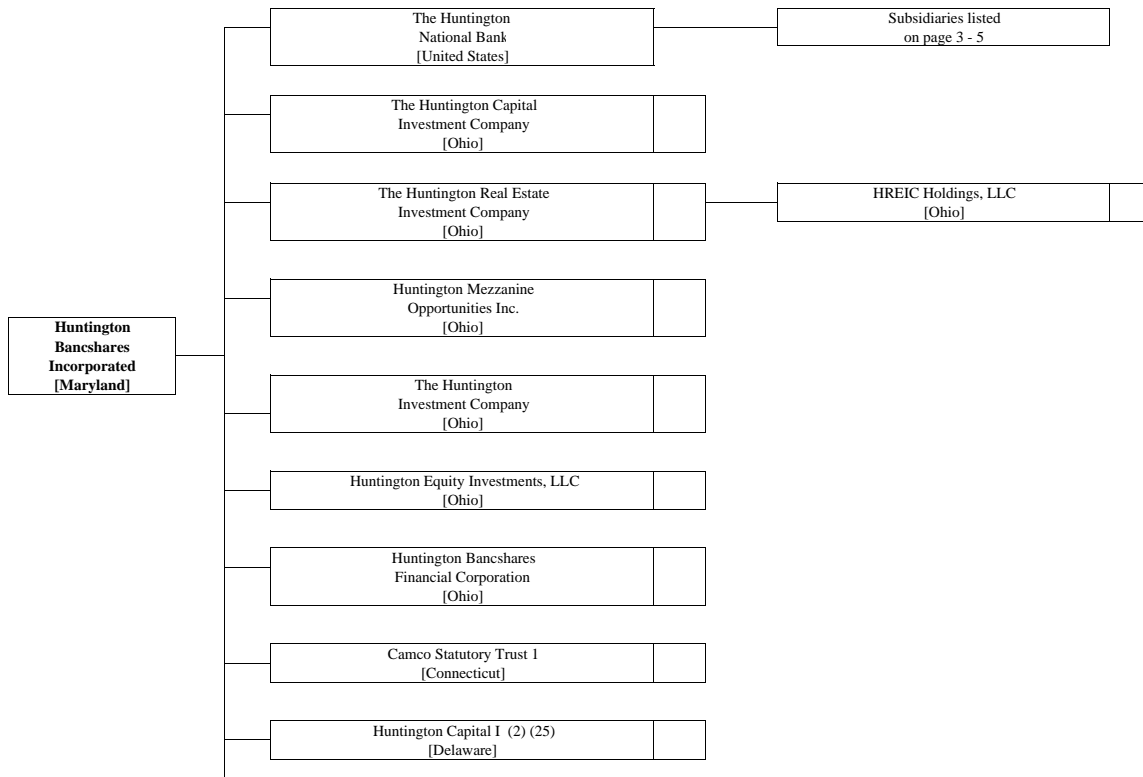 The Huntington
National Bank
[United States]
Subsidiaries listed
on page 3 - 5
The Huntington Capital
Investment Company
[Ohio]
The Huntington Real Estate
Investment Company
[Ohio]
HREIC Holdings, LLC
[Ohio]
Huntington Mezzanine
Opportunities Inc.
[Ohio]
Huntington
Bancshares
Incorporated
[Maryland]
The Huntington
Investment Company
[Ohio]
Huntington Equity Investments, LLC
[Ohio]
Huntington Bancshares
Financial Corporation
[Ohio]
Camco Statutory Trust 1
[Connecticut]
Huntington Capital I (2) (25)
[Delaware]